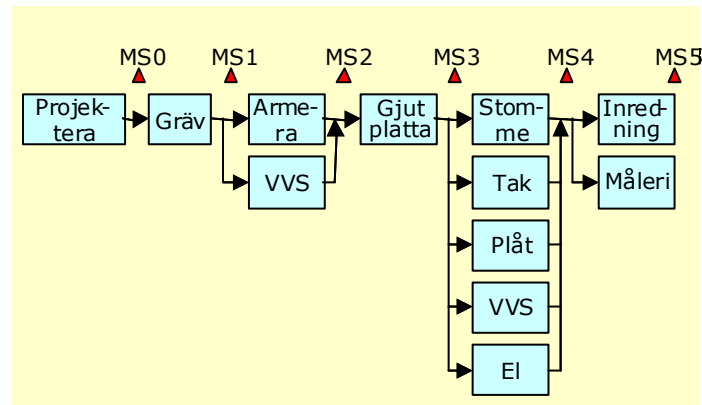 MS0 MS1 MS2 MS3 MS4 MS5
Projek-
tera
Gräv
Arme-
ra
VVS
Gjut
platta
Stom-
me
Tak
Plåt
VVS
El
Inred-
ning
Måleri